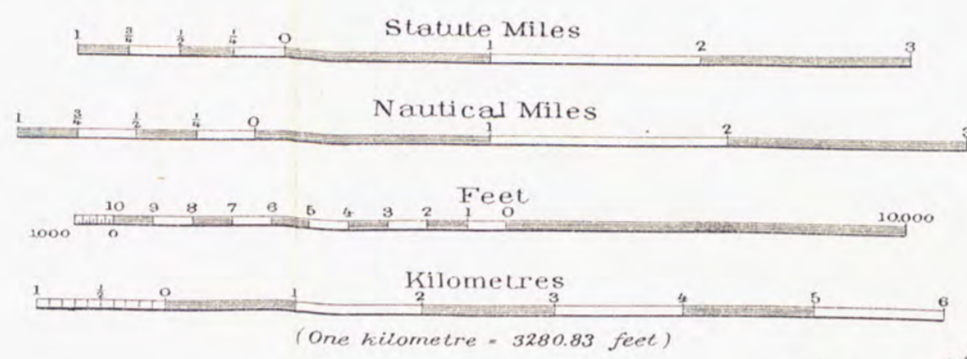 Statute Miles
1 ¾ ½ ¼ 0 1 2 3
Nautical Miles
1 ¾ ½ ¼ 0 1 2 3
Feet
10 9 8 7 6 5 4 3 2 1 0 10,000
1000 0
Kilometres
1 ½ 0 1 2 3 4 5 6
(One kilometre = 3280.83 feet)